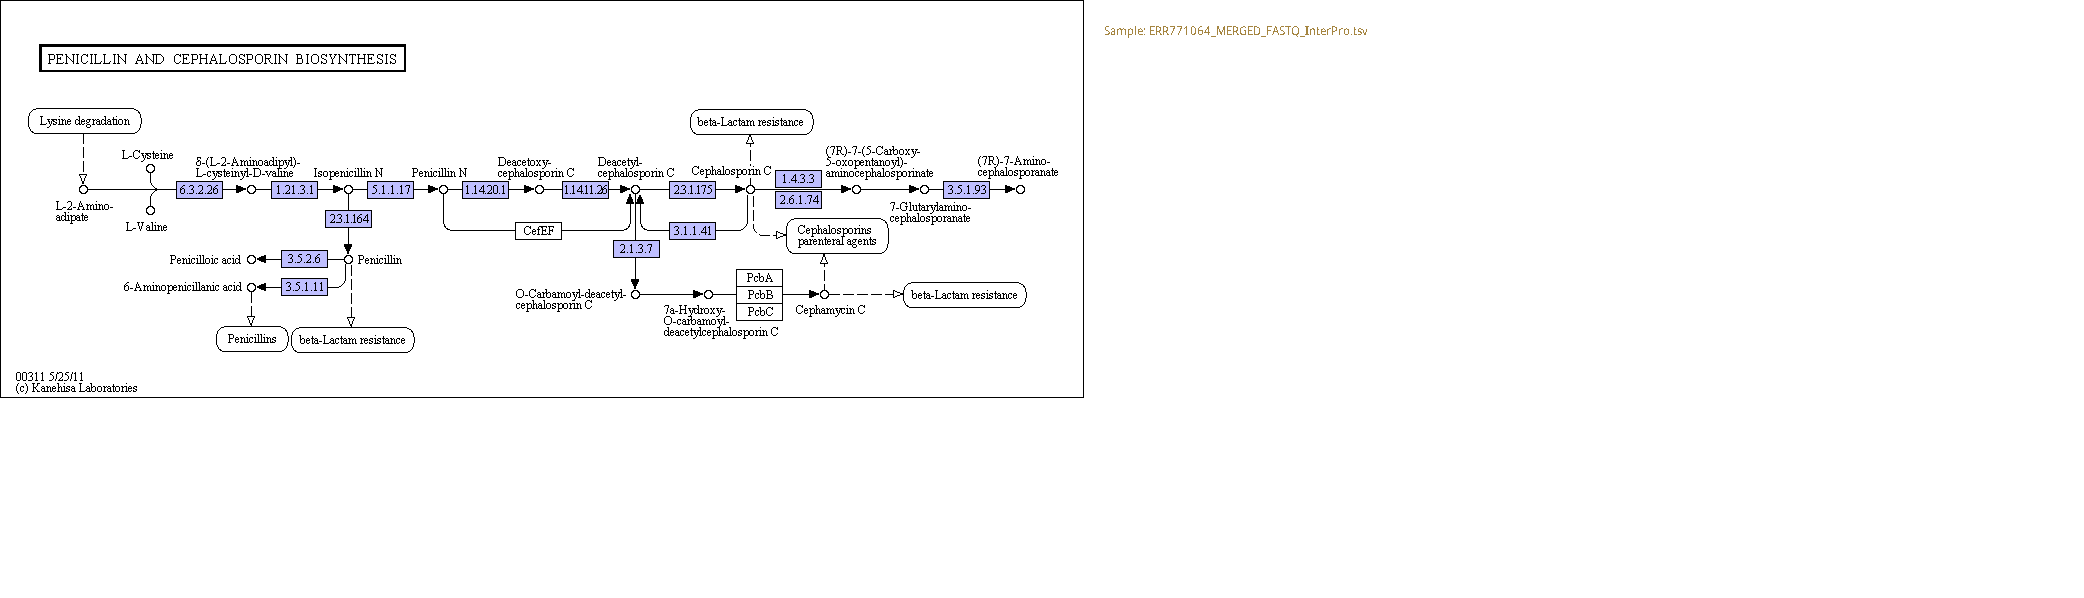 Sample: ERR771064_MERGED_FASTQ_InterPro.tsv
PENICILLIN AND CEPHALOSPORIN BIOSYNTHESIS
Lysine degradation
beta-Lactam resistance
L-Cysteine
δ-(L-2-Aminoadipyl)-
L-cysteinyl-D-valine
Isopenicillin N
Penicillin N
Deacetoxy-
cephalosporin C
Deacetyl-
cephalosporin C
Cephalosporin C
(7R)-7-(5-Carboxy-
5-oxopentanoyl)-
aminocephalosporinate
(7R)-7-Amino-
cephalosporanate
6.3.2.26
1.21.3.1
5.1.1.17
1.14.20.1
1.14.11.26
2.3.1.175
1.4.3.3
2.6.1.74
3.5.1.93
L-2-Amino-
adipate
L-Valine
2.3.1.164
CefEF
3.1.1.41
7-Glutarylamino-
cephalosporanate
Cephalosporins
parenteral agents
2.1.3.7
Penicilloic acid
3.5.2.6
Penicillin
6-Aminopenicillanic acid
3.5.1.11
O-Carbamoyl-deacetyl-
cephalosporin C
7a-Hydroxy-
O-carbamoyl-
deacetylcephalosporin C
PcbA
PcbB
PcbC
Cephamycin C
beta-Lactam resistance
Penicillins
beta-Lactam resistance
00311 5/25/11
(c) Kanehisa Laboratories